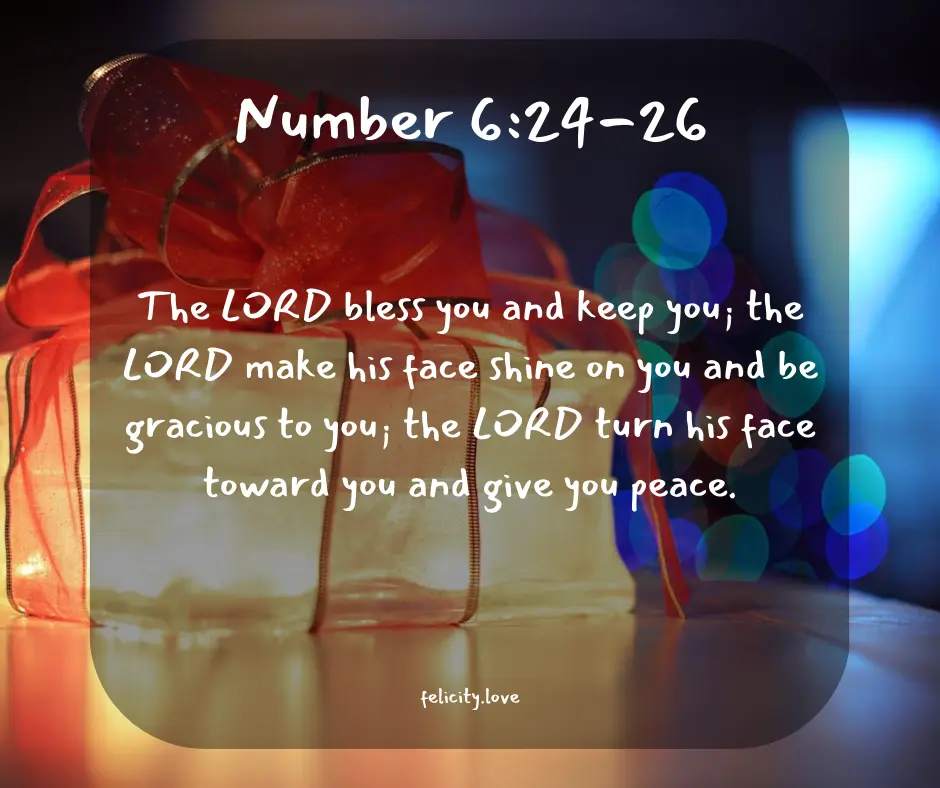 Number 6:24-26
The LORD bless you and keep you; the
LORD make his face shine on you and be
gracious to you; the LORD turn his face
toward you and give you peace.
felicity.love